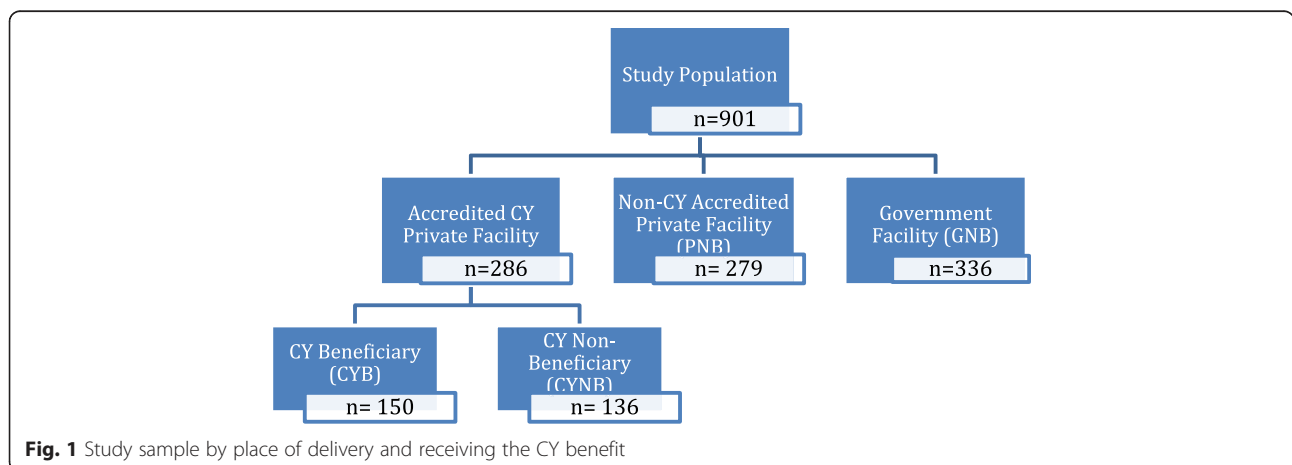 Study Population
n=901
Accredited CY
Private Facility
n=286
Non-CY Accredited
Private Facility
(PNB)
n= 279
Government
Facility (GNB)
n=336
CY Beneficiary
(CYB)
n= 150
CY Non-
Beneficiary
(CYNB)
n= 136
Fig. 1 Study sample by place of delivery and receiving the CY benefit